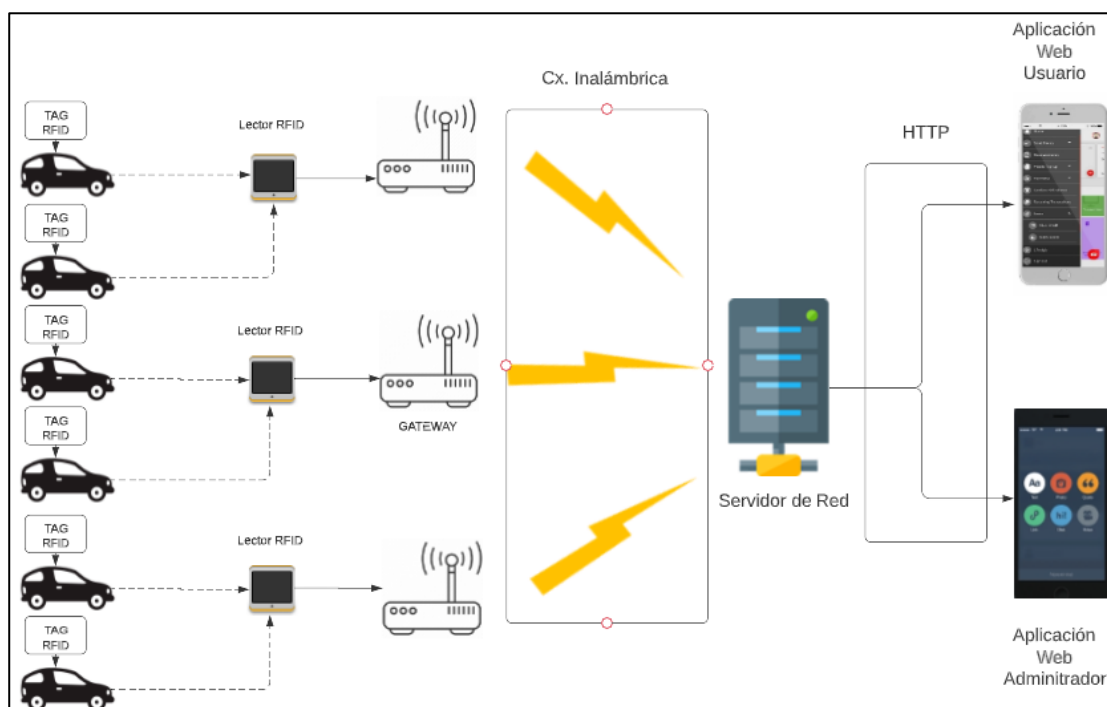 Aplicación
Web
Usuario
Cx. Inalámbrica
HTTP
TAG
RFID
Lector RFID
TAG
RFID
TAG
RFID
Lector RFID
GATEWAY
TAG
RFID
Servidor de Red
TAG
RFID
Lector RFID
TAG
RFID
Aa
Aplicación
Web
Adminitrador